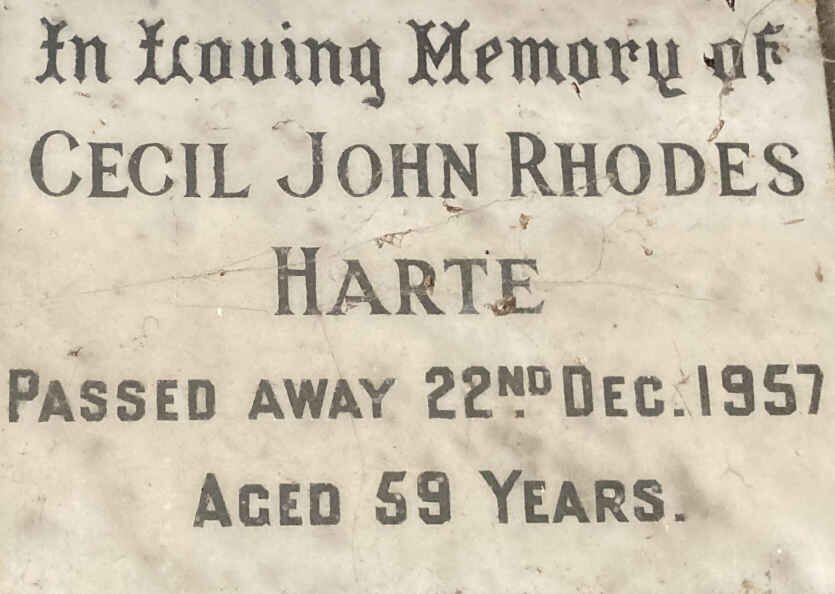 In Loving Memory of
CECIL JOHN RHODES
HARTE
PASSED AWAY 22ND DEC. 1957
AGED 59 YEARS.